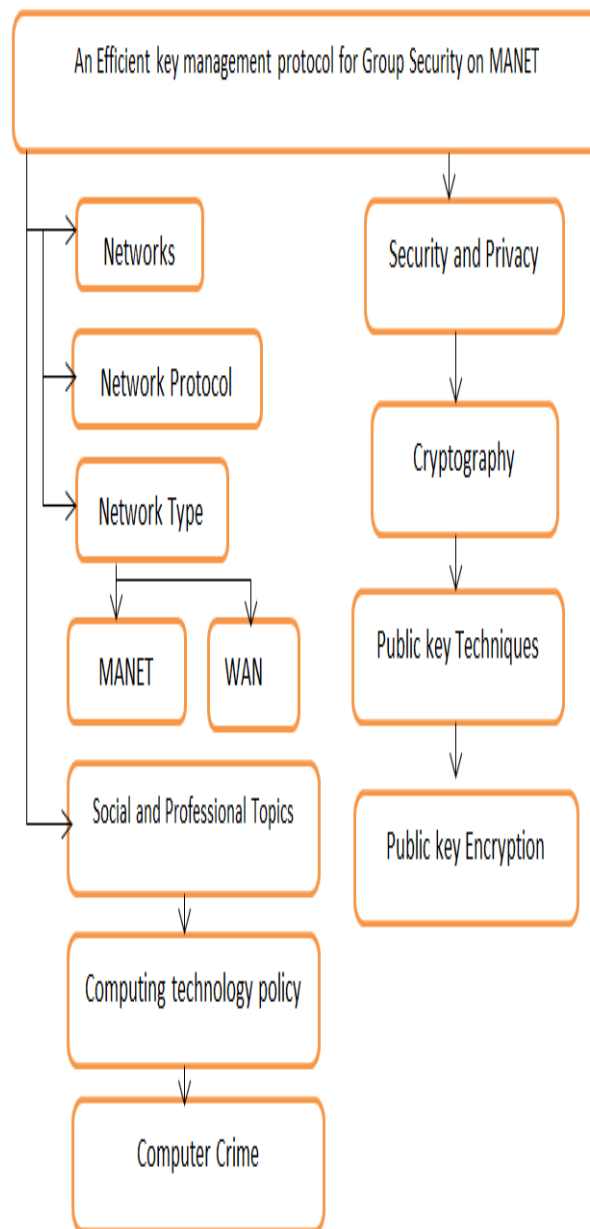 An Efficient key management protocol for Group Security on MANET
Networks
Network Protocol
Network Type
MANET
WAN
Social and Professional Topics
Computing technology policy
Computer Crime
Security and Privacy
Cryptography
Public key Techniques
Public key Encryption